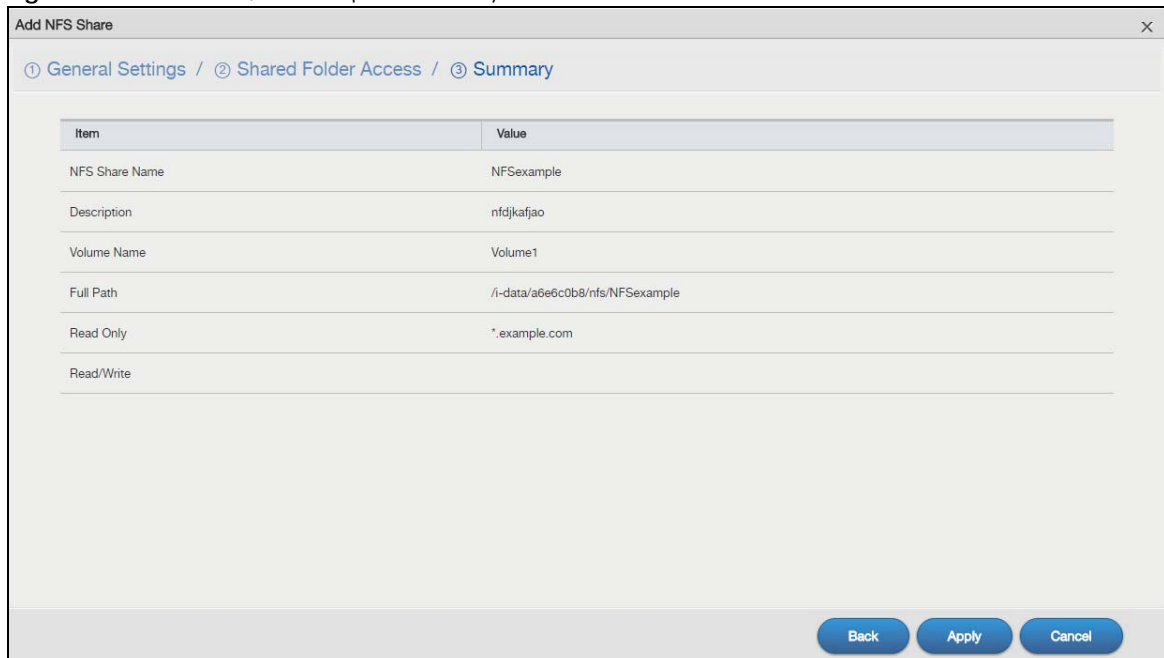 Add NFS Share X
① General Settings / ② Shared Folder Access / ③ Summary
Item Value
NFS Share Name NFSexample
Description nfdjkafjao
Volume Name Volume1
Full Path /i-data/a6e6c0b8/nfs/NFSexample
Read Only *.example.com
Read/Write
Back Apply Cancel